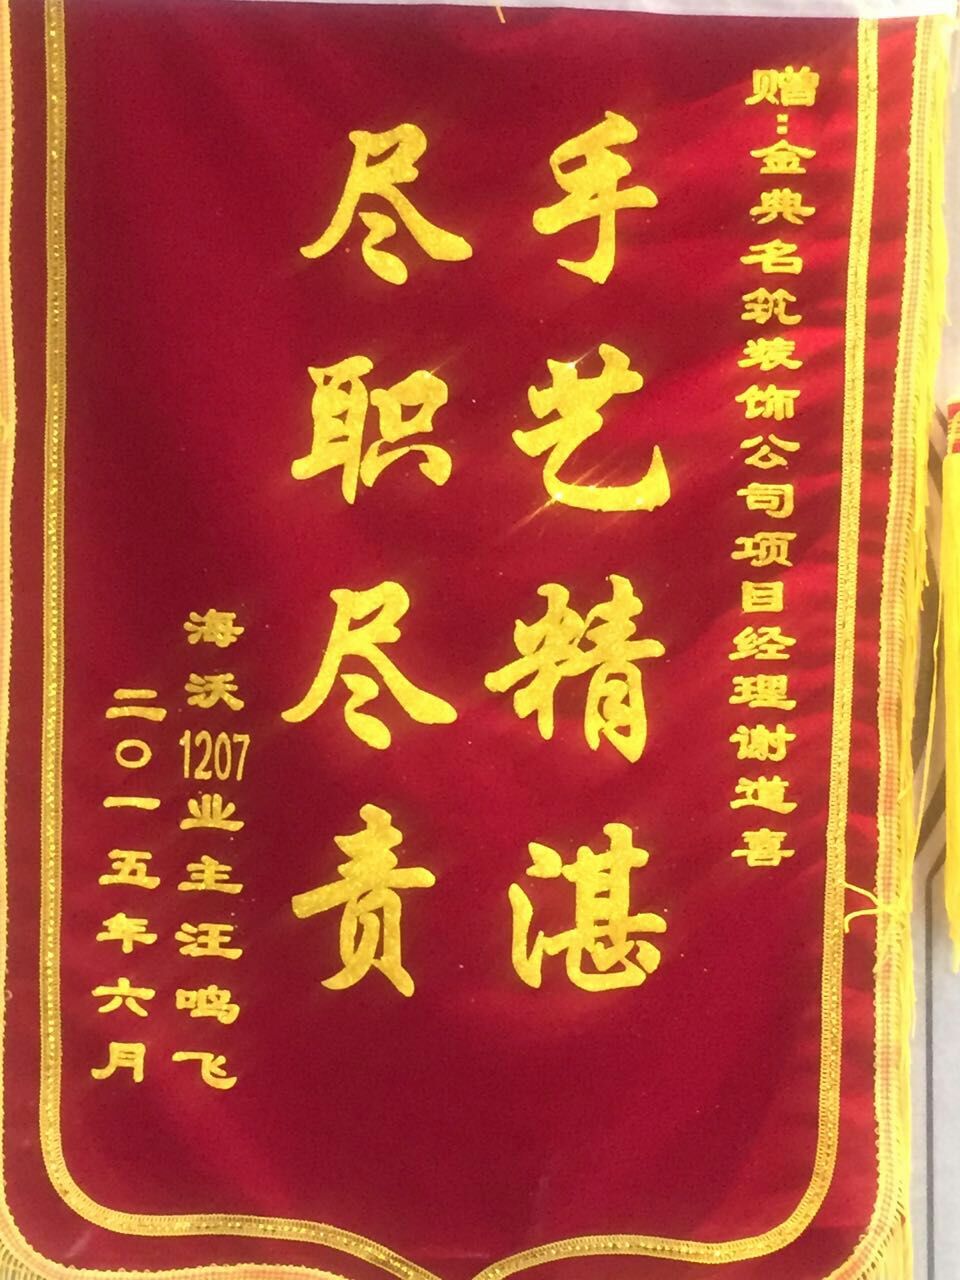 赠:金典名筑装饰公司项目经理谢道喜
手艺精湛
尽职尽责
海沃1207业主汪鸣飞
二〇一五年六月